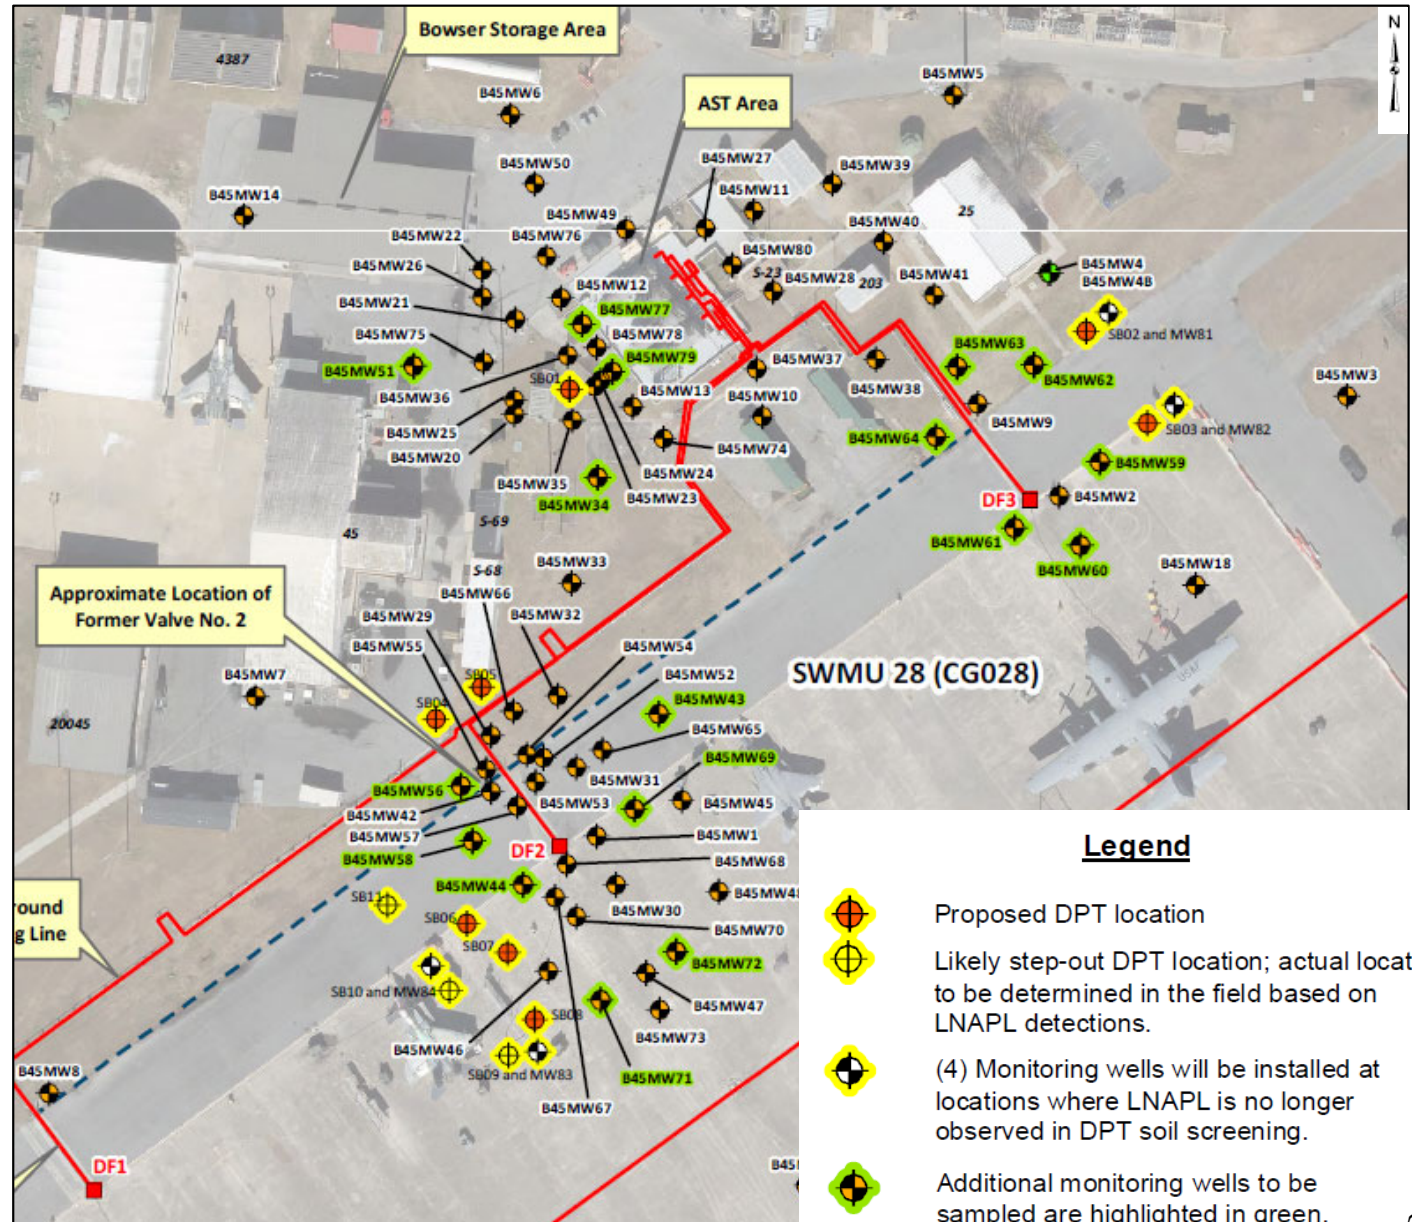 Bowser Storage Area
N
4387
B45MW5
B45MW6
AST Area
B45MW27
B45MW50
B45MW39
B45MW11
B45MW14
25
B45MW49
B45MW40
B45MW22
B45MW76
B45MW80
B45MW26
S-23
B45MW41
B45MW4
B45MW28
203
B45MW4B
B45MW12
B45MW21
B45MW77
B45MW75
B45MW78
SB02 and MW81
B45MW63
B45MW79
B45MW37
B45MW51
B45MW62
B45MW38
B45MW3
SB01
B45MW36
B45MW13
B45MW10
B45MW9
B45MW25
SB03 and MW82
B45MW64
B45MW74
B45MW20
B45MW59
B45MW24
B45MW35
B45MW23
B45MW2
DF3
B45MW34
S-69
45
B45MW61
B45MW18
S-68
B45MW60
B45MW33
Approximate Location of
Former Valve No. 2
B45MW66
B45MW29
B45MW32
B45MW55
B45MW54
B45MW7
SB05
B45MW52
SWMU 28 (CG028)
SB04
B45MW43
20045
B45MW65
B45MW69
B45MW31
B45MW56
B45MW53
B45MW45
B45MW42
B45MW57
B45MW1
DF2
B45MW58
B45MW68
B45MW44
B45MW48
SB11
B45MW30
round
g Line
SB06
B45MW70
SB07
B45MW72
SB10 and MW84
B45MW47
SB08
B45MW73
B45MW46
B45MW8
SB09 and MW83
B45MW71
B45MW67
DF1
B45
Legend
Proposed DPT location
Likely step-out DPT location; actual locat
to be determined in the field based on
LNAPL detections.
(4) Monitoring wells will be installed at
locations where LNAPL is no longer
observed in DPT soil screening.
Additional monitoring wells to be
sampled are highlighted in green.